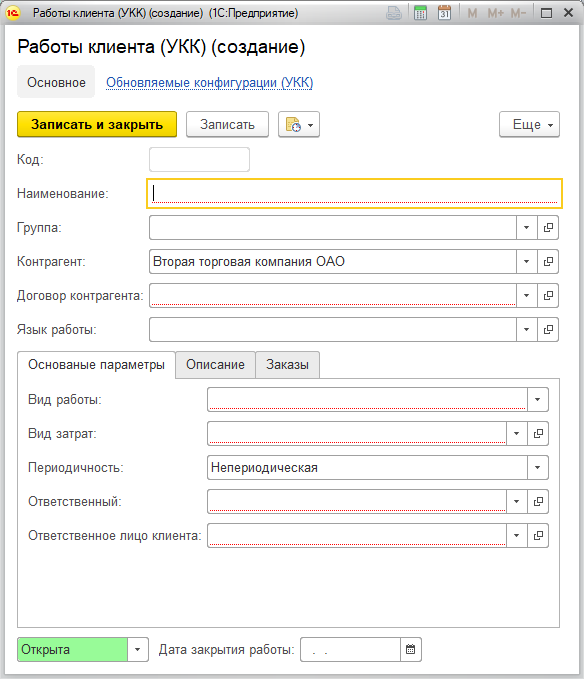 Работы клиента (УКК) (создание) (1С:Предприятие)
M M+ M-
Работы клиента (УКК) (создание)
Основное Обновляемые конфигурации (УКК)
Записать и закрыть Записать Еще
Код:
Наименование:
Группа:
Контрагент: Вторая торговая компания ОАО
Договор контрагента:
Язык работы:
Основаные параметры Описание Заказы
Вид работы:
Вид затрат:
Периодичность: Непериодическая
Ответственный:
Ответственное лицо клиента:
Открыта Дата закрытия работы: . .